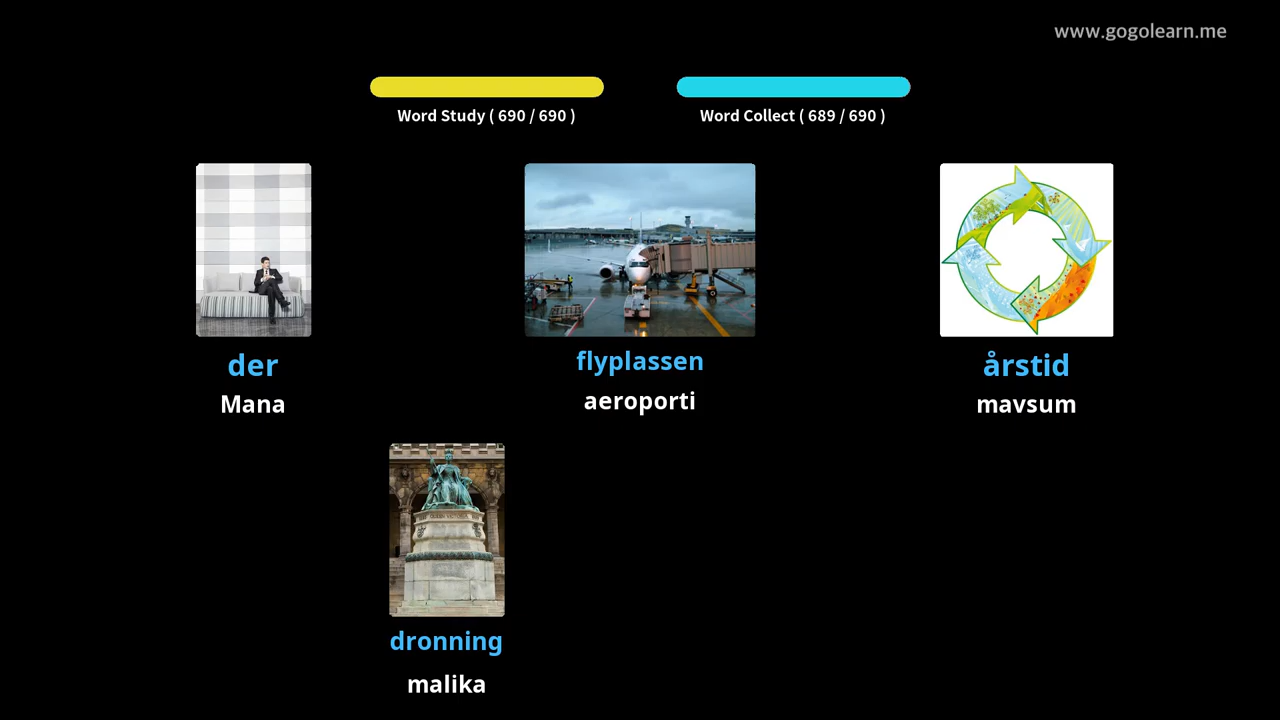 www.gogolearn.me
Word Study ( 690 / 690 )
Word Collect ( 689 / 690 )
der
Mana
flyplassen
aeroporti
årstid
mavsum
dronning
malika